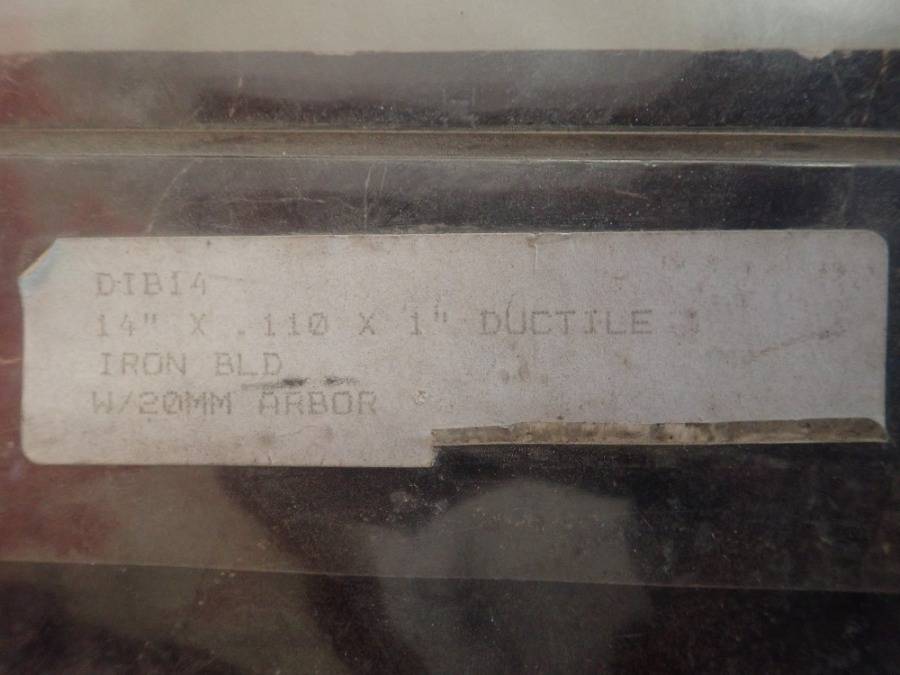 DIB14
14" X .110 X 1" DUCTILE
IRON BLD
W/20MM ARBOR